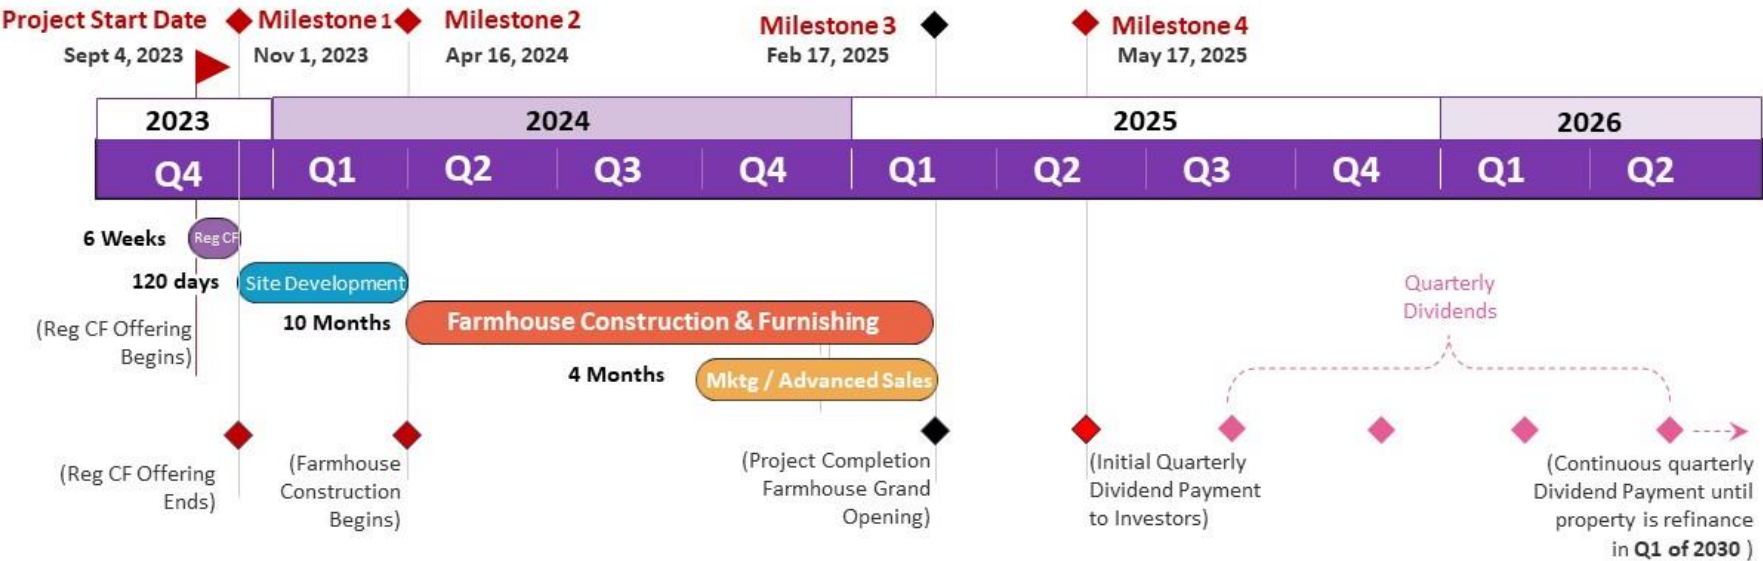 Project Start Date
Sept 4, 2023
Milestone 1
Nov 1, 2023
Milestone 2
Apr 16, 2024
Milestone 3
Feb 17, 2025
Milestone 4
May 17, 2025
2023
2024
2025
2026
Q4
Q1
Q2
Q3
Q4
Q1
Q2
Q3
Q4
Q1
Q2
6 Weeks
Reg CF
120 days
Site Development
(Reg CF Offering
Begins)
10 Months
Farmhouse Construction & Furnishing
4 Months
Mktg / Advanced Sales
Quarterly
Dividends
(Reg CF Offering
Ends)
(Farmhouse
Construction
Begins)
(Project Completion
Farmhouse Grand
Opening)
(Initial Quarterly
Dividend Payment
to Investors)
(Continuous quarterly
Dividend Payment until
property is refinance
in Q1 of 2030 )